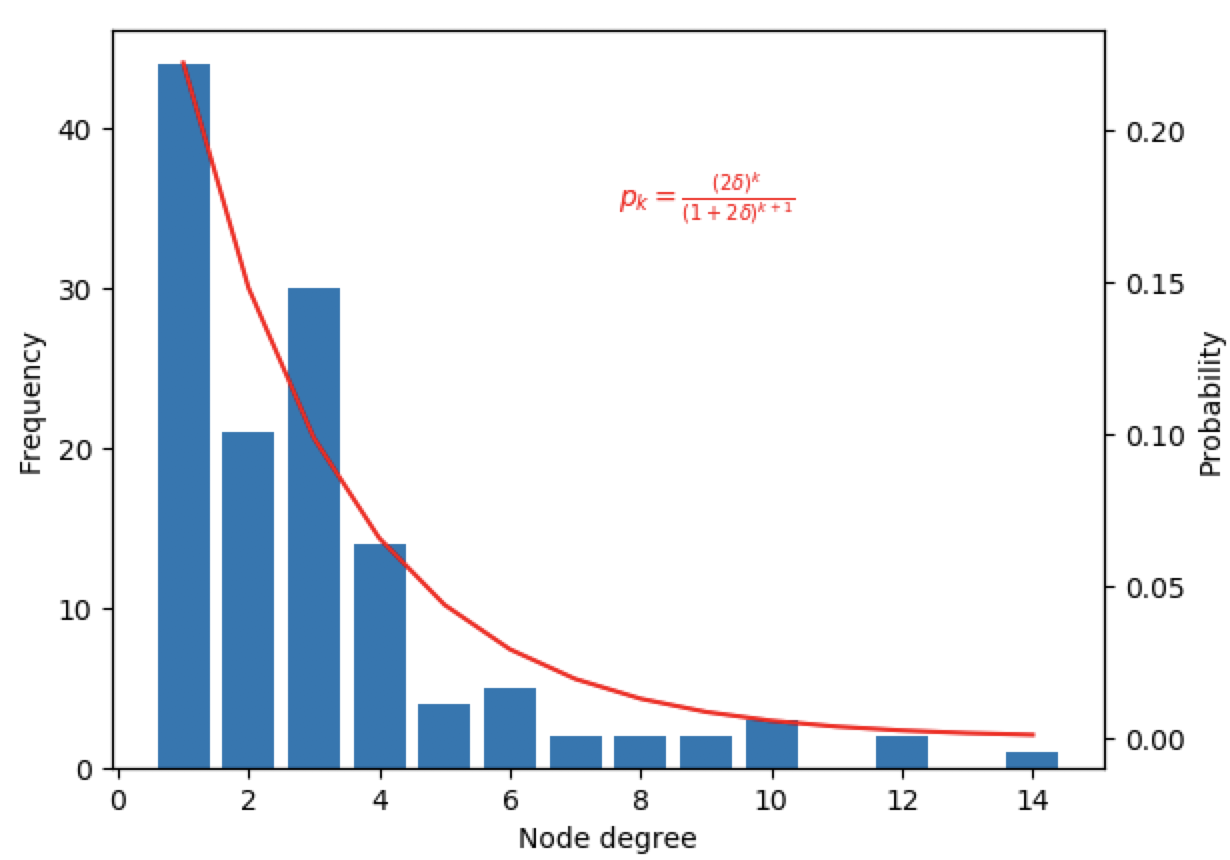 40
30
20
10
0
Frequency
0.20
0.15
0.10
0.05
0.00
Probability
p_k = (2δ)^k / (1 + 2δ)^{k+1}
0 2 4 6 8 10 12 14
Node degree